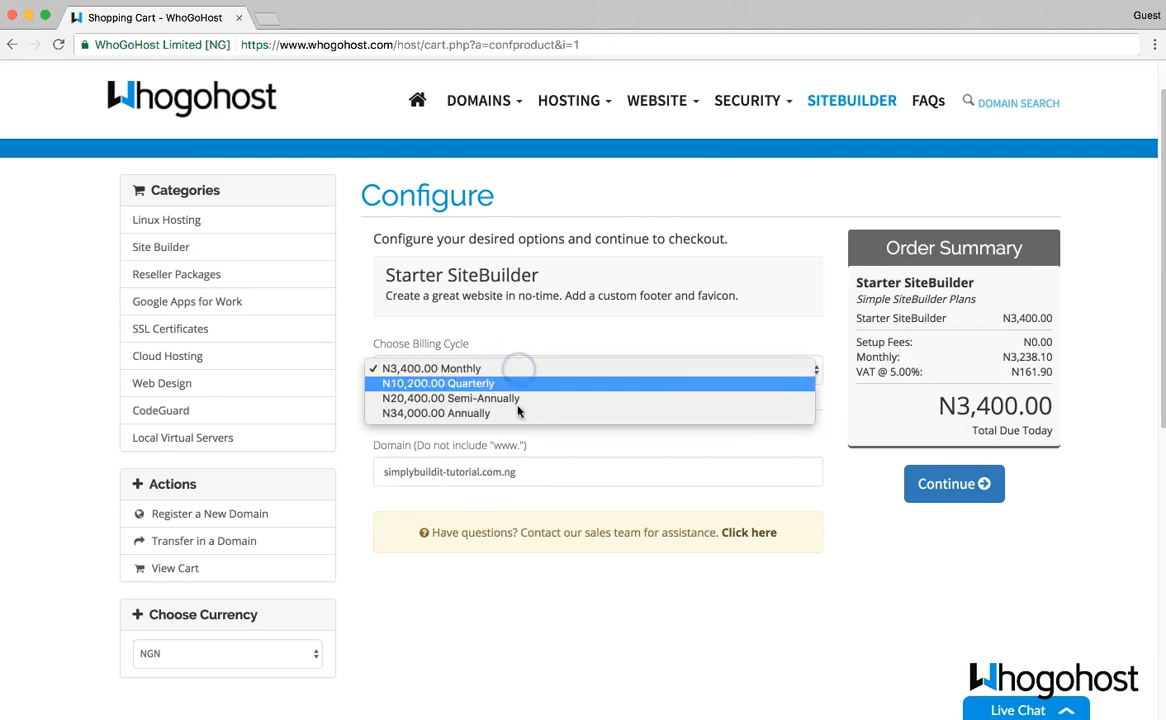 Shopping Cart - WhoGoHost
Guest
WhoGoHost Limited [NG]
https://www.whogohost.com/host/cart.php?a=confproduct&i=1
Whogohost
DOMAINS
HOSTING
WEBSITE
SECURITY
SITEBUILDER
FAQs
DOMAIN SEARCH
Categories
Linux Hosting
Site Builder
Reseller Packages
Google Apps for Work
SSL Certificates
Cloud Hosting
Web Design
CodeGuard
Local Virtual Servers
Actions
Register a New Domain
Transfer in a Domain
View Cart
Choose Currency
NGN
Configure
Configure your desired options and continue to checkout.
Starter SiteBuilder
Create a great website in no-time. Add a custom footer and favicon.
Choose Billing Cycle
N3,400.00 Monthly
N10,200.00 Quarterly
N20,400.00 Semi-Annually
N34,000.00 Annually
Domain (Do not include "www.")
simplybuildit-tutorial.com.ng
Have questions? Contact our sales team for assistance. Click here
Order Summary
Starter SiteBuilder
Simple SiteBuilder Plans
Starter SiteBuilder N3,400.00
Setup Fees: N0.00
Monthly: N3,238.10
VAT @ 5.00%: N161.90
N3,400.00
Total Due Today
Continue
Whogohost
Live Chat